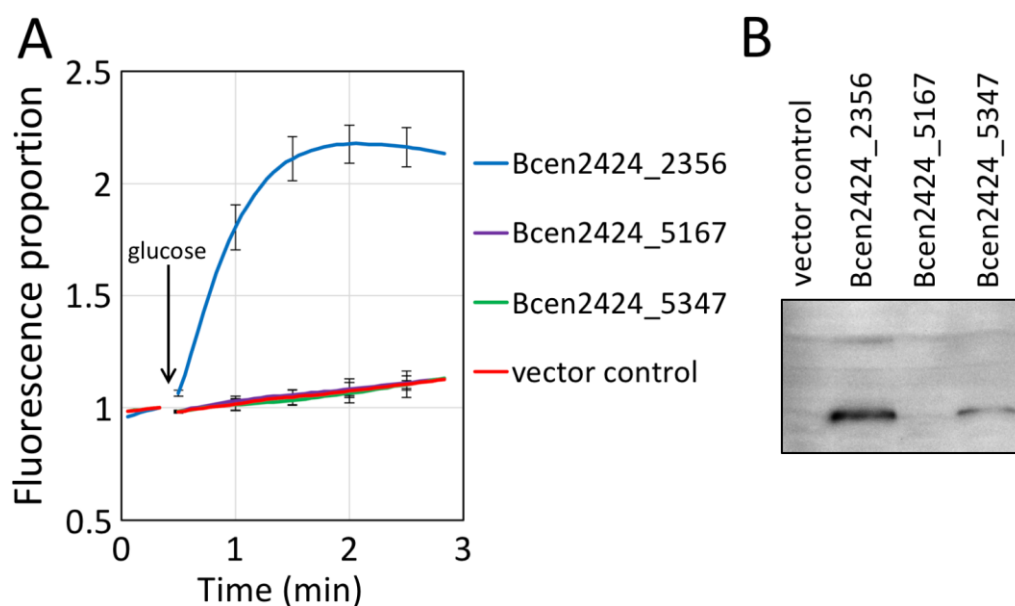 A
Fluorescence proportion
2.5
2
1.5
1
0.5
glucose
0
1
2
3
Time (min)
Bcen2424_2356
Bcen2424_5167
Bcen2424_5347
vector control
B
vector control
Bcen2424_2356
Bcen2424_5167
Bcen2424_5347